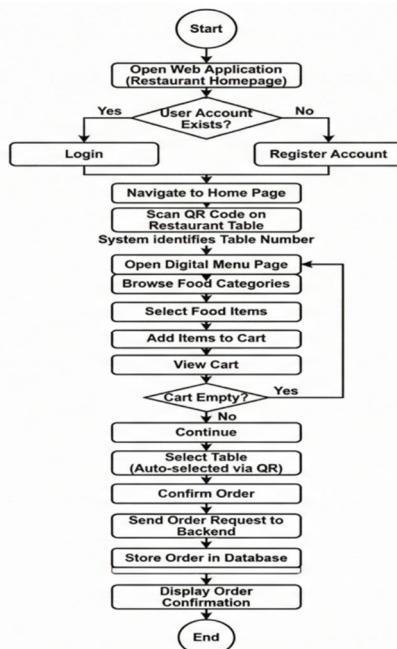 Start
Open Web Application
(Restaurant Homepage)
Yes
User Account
Exists?
No
Login
Register Account
Navigate to Home Page
Scan QR Code on
Restaurant Table
System identifies Table Number
Open Digital Menu Page
Browse Food Categories
Select Food Items
Add Items to Cart
View Cart
Cart Empty?
Yes
No
Continue
Select Table
(Auto-selected via QR)
Confirm Order
Send Order Request to
Backend
Store Order in Database
Display Order
Confirmation
End